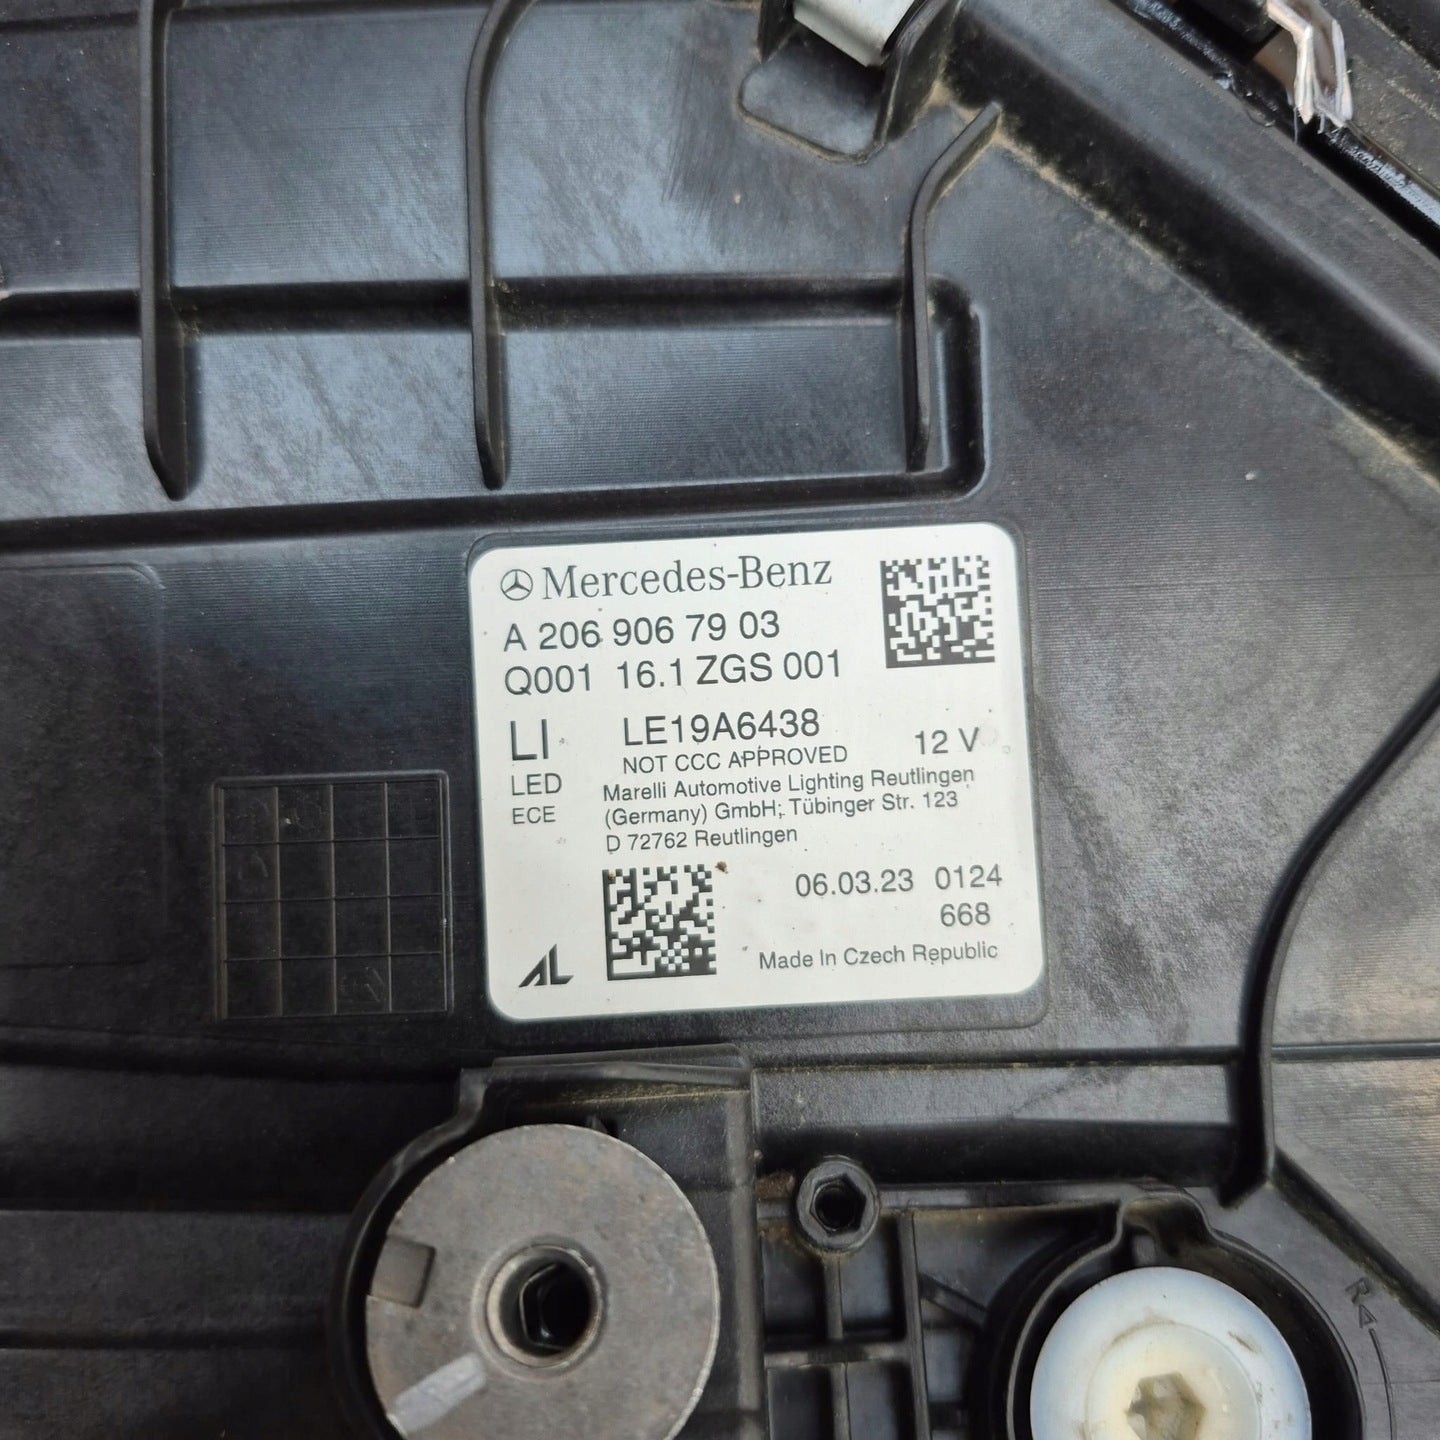 Mercedes-Benz
A 206 906 79 03
Q001 16.1 ZGS 001
LI LE19A6438 12 V
NOT CCC APPROVED
LED
ECE
Marelli Automotive Lighting Reutlingen
(Germany) GmbH; Tübinger Str. 123
D 72762 Reutlingen
06.03.23 0124
668
AL
Made In Czech Republic
R